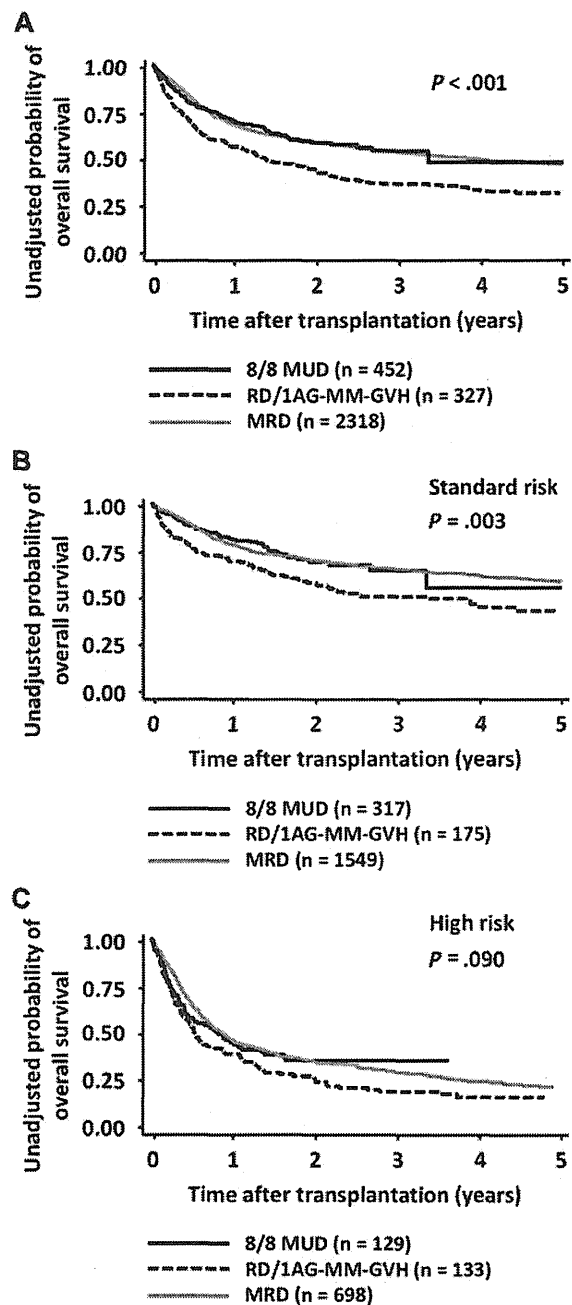 A
Unadjusted probability of
overall survival
1.00
0.75
0.50
0.25
0.00
P < .001
0 1 2 3 4 5
Time after transplantation (years)
8/8 MUD (n = 452)
RD/1AG-MM-GVH (n = 327)
MRD (n = 2318)
B
Unadjusted probability of
overall survival
1.00
0.75
0.50
0.25
0.00
Standard risk
P = .003
0 1 2 3 4 5
Time after transplantation (years)
8/8 MUD (n = 317)
RD/1AG-MM-GVH (n = 175)
MRD (n = 1549)
C
Unadjusted probability of
overall survival
1.00
0.75
0.50
0.25
0.00
High risk
P = .090
0 1 2 3 4 5
Time after transplantation (years)
8/8 MUD (n = 129)
RD/1AG-MM-GVH (n = 133)
MRD (n = 698)